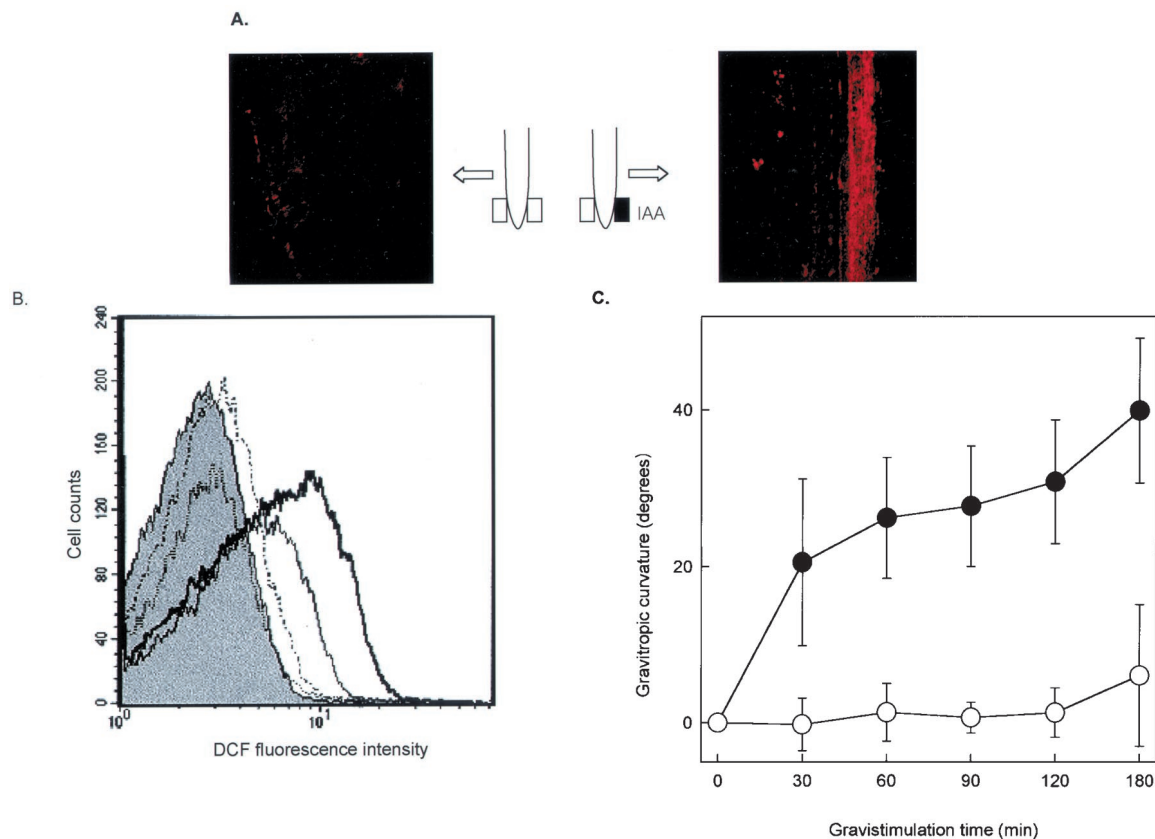 A.
IAA
B.
240
200
160
120
80
40
0
10⁰
10¹
Cell counts
DCF fluorescence intensity
C.
40
20
0
Gravitropic curvature (degrees)
0 30 60 90 120 180
Gravistimulation time (min)